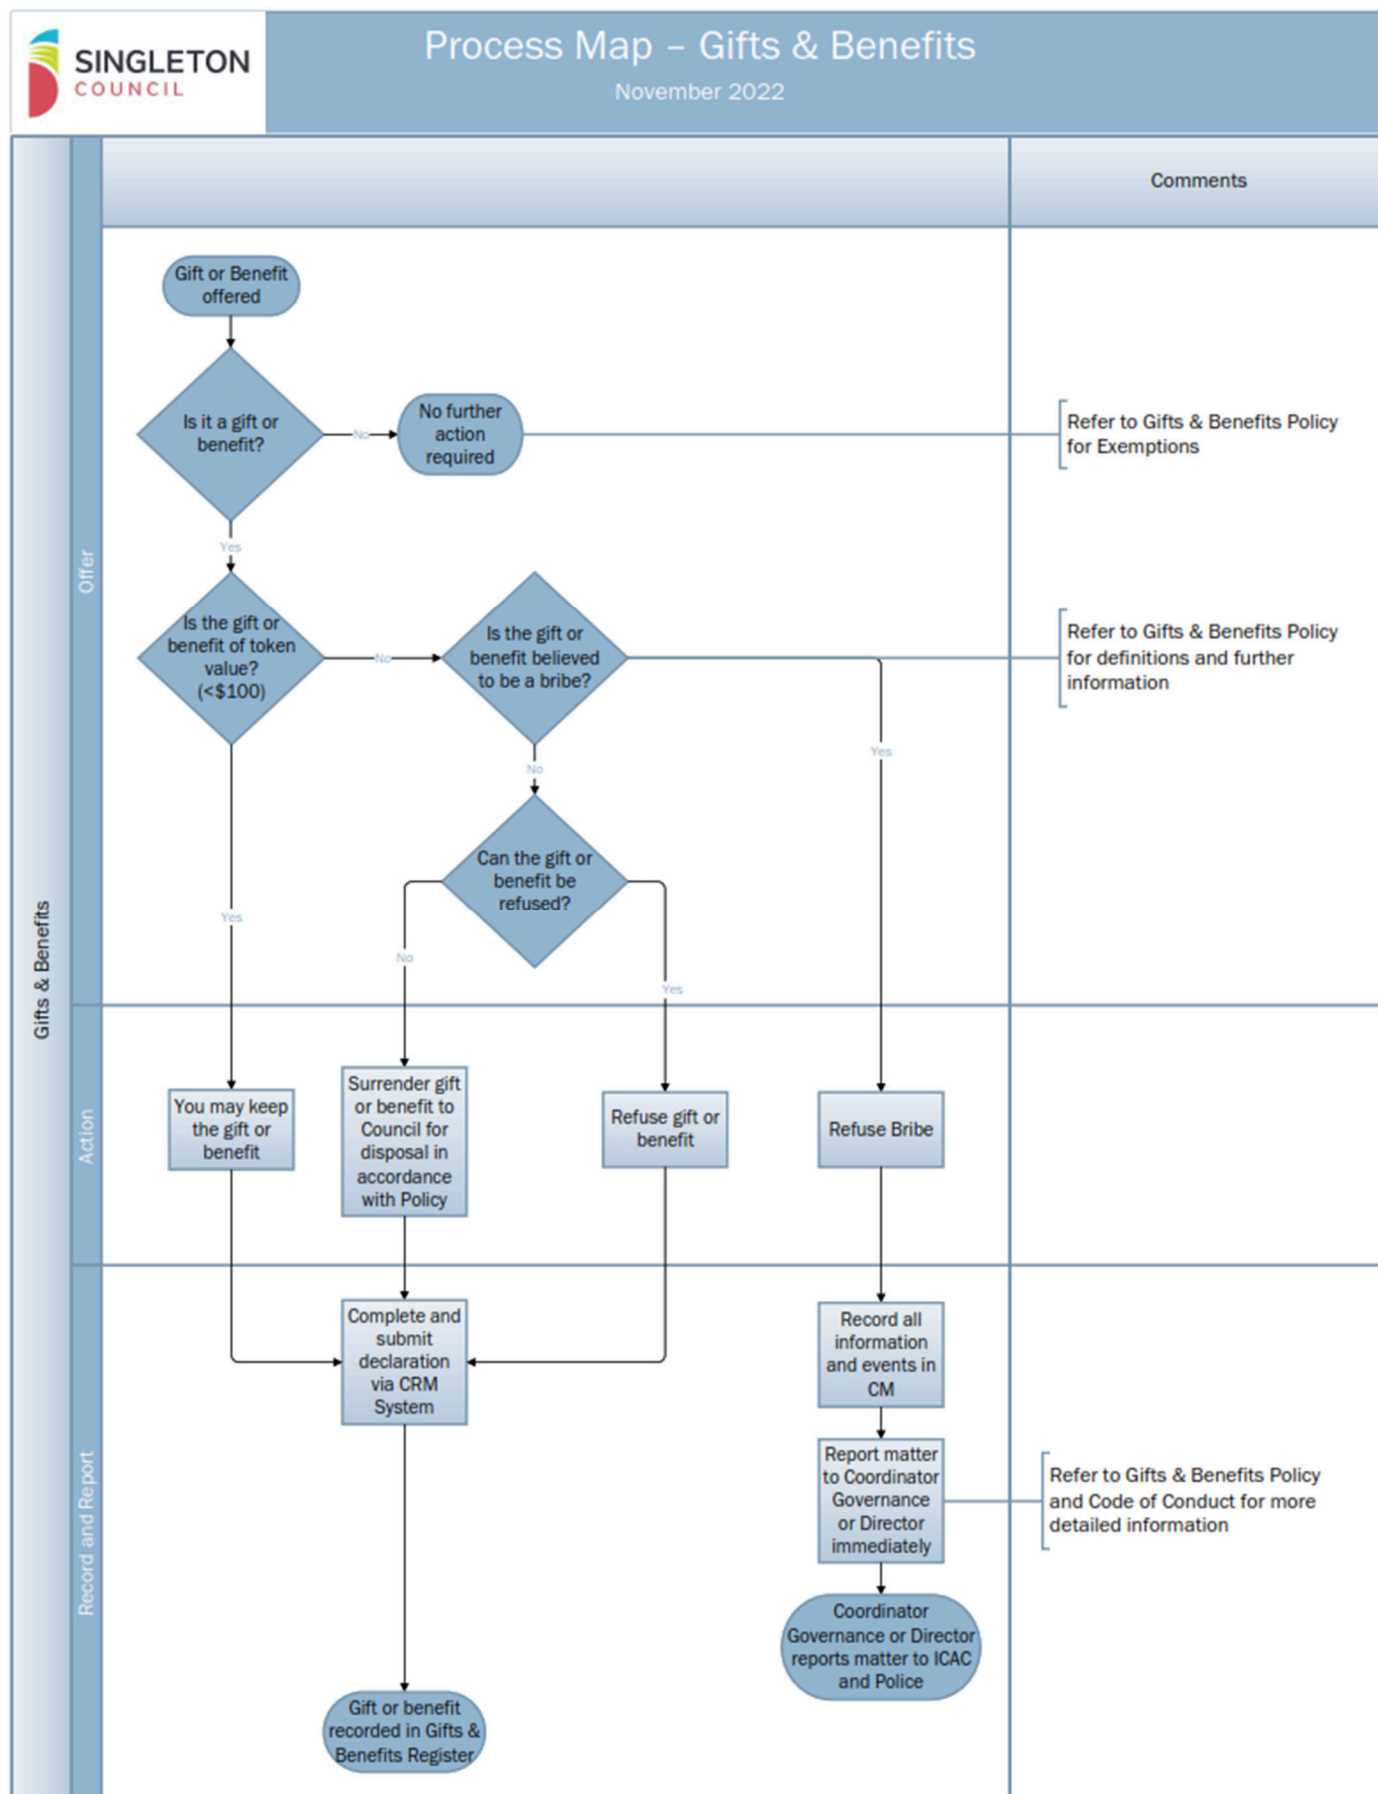 SINGLETON
COUNCIL
Process Map – Gifts & Benefits
November 2022
Comments
Gifts & Benefits
Offer
Gift or Benefit
offered
Is it a gift or
benefit?
No
No further
action
required
Refer to Gifts & Benefits Policy
for Exemptions
Yes
Is the gift or
benefit of token
value?
(<$100)
No
Is the gift or
benefit believed
to be a bribe?
Refer to Gifts & Benefits Policy
for definitions and further
information
Yes
No
Can the gift or
benefit be
refused?
Yes
No
Yes
Action
You may keep
the gift or
benefit
Surrender gift
or benefit to
Council for
disposal in
accordance
with Policy
Refuse gift or
benefit
Refuse Bribe
Record and Report
Complete and
submit
declaration
via CRM
System
Record all
information
and events in
CM
Report matter
to Coordinator
Governance
or Director
immediately
Refer to Gifts & Benefits Policy
and Code of Conduct for more
detailed information
Coordinator
Governance or Director
reports matter to ICAC
and Police
Gift or benefit
recorded in Gifts &
Benefits Register